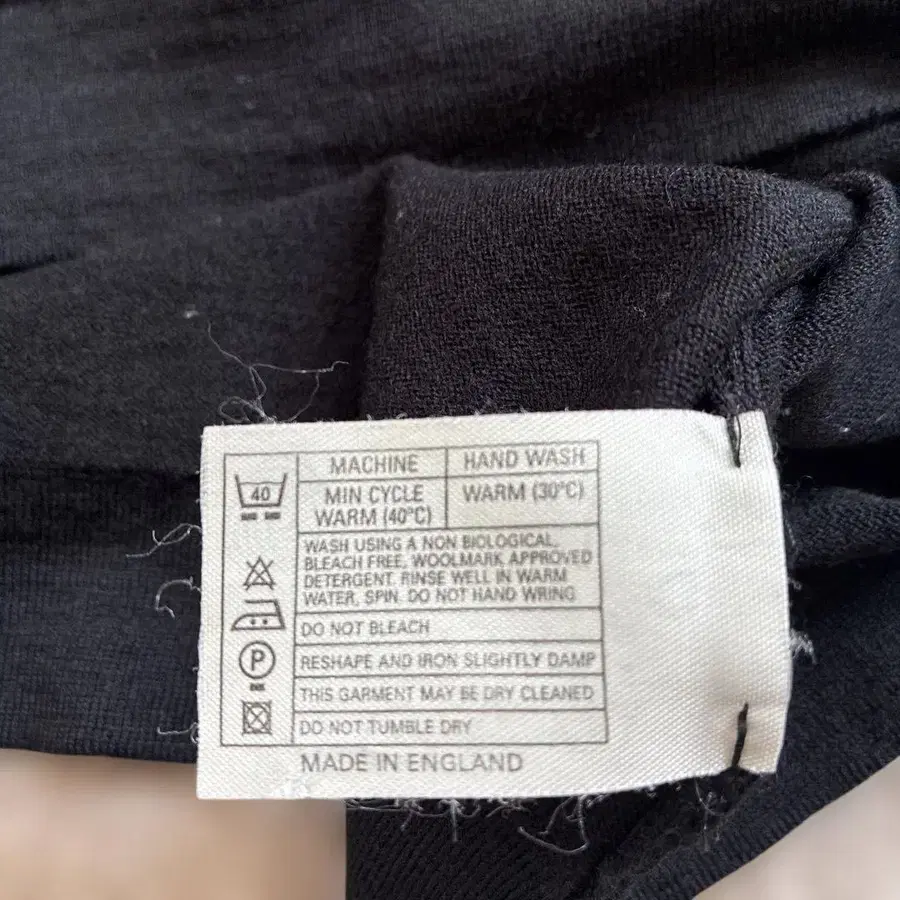 MACHINE
HAND WASH
40
MIN CYCLE
WARM (40°C)
WARM (30°C)
WASH USING A NON BIOLOGICAL,
BLEACH FREE, WOOLMARK APPROVED
DETERGENT. RINSE WELL IN WARM
WATER, SPIN. DO NOT HAND WRING
DO NOT BLEACH
P
RESHAPE AND IRON SLIGHTLY DAMP
THIS GARMENT MAY BE DRY CLEANED
DO NOT TUMBLE DRY
MADE IN ENGLAND